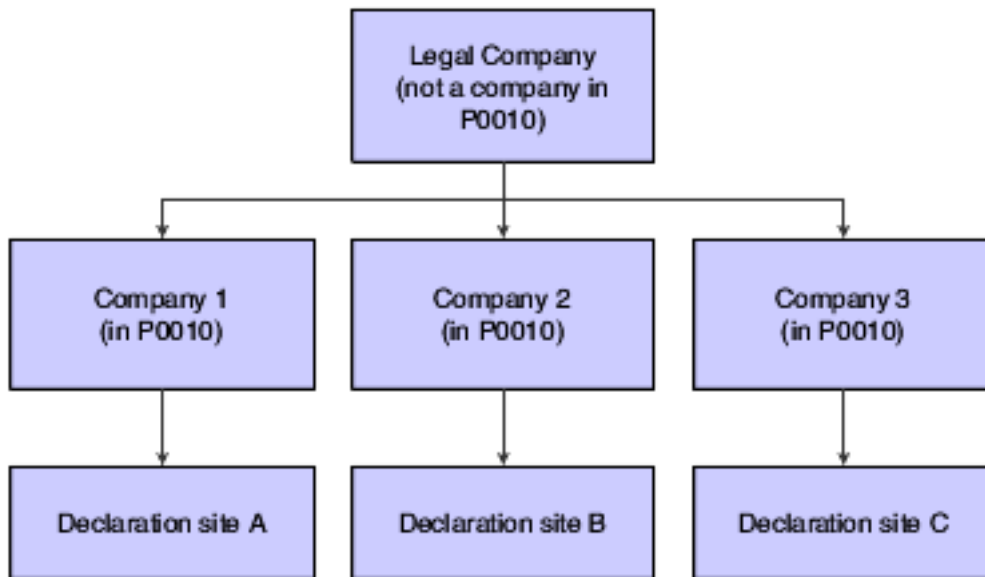 Legal Company
(not a company in
P0010)
Company 1
(in P0010)
Company 2
(in P0010)
Company 3
(in P0010)
Declaration site A
Declaration site B
Declaration site C